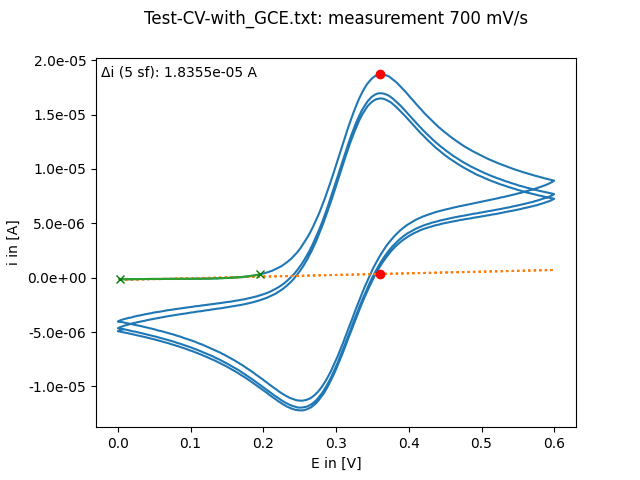 Test-CV-with_GCE.txt: measurement 700 mV/s
Δi (5 sf): 1.8355e-05 A
2.0e-05
1.5e-05
1.0e-05
5.0e-06
0.0e+00
-5.0e-06
-1.0e-05
i in [A]
0.0 0.1 0.2 0.3 0.4 0.5 0.6
E in [V]